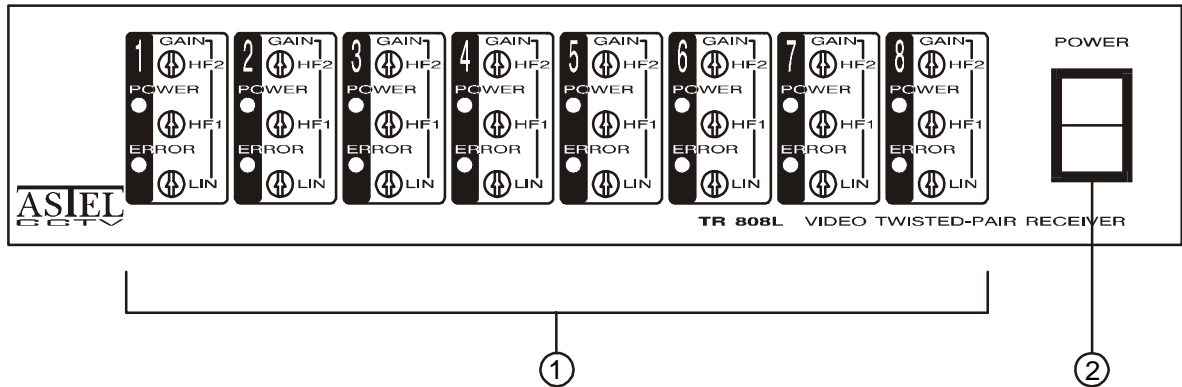 1 GAIN HF2
POWER
HF1
ERROR
LIN
2 GAIN HF2
POWER
HF1
ERROR
LIN
3 GAIN HF2
POWER
HF1
ERROR
LIN
4 GAIN HF2
POWER
HF1
ERROR
LIN
5 GAIN HF2
POWER
HF1
ERROR
LIN
6 GAIN HF2
POWER
HF1
ERROR
LIN
7 GAIN HF2
POWER
HF1
ERROR
LIN
8 GAIN HF2
POWER
HF1
ERROR
LIN
POWER
ASTEL
CCTV
TR 808L VIDEO TWISTED-PAIR RECEIVER
1
2